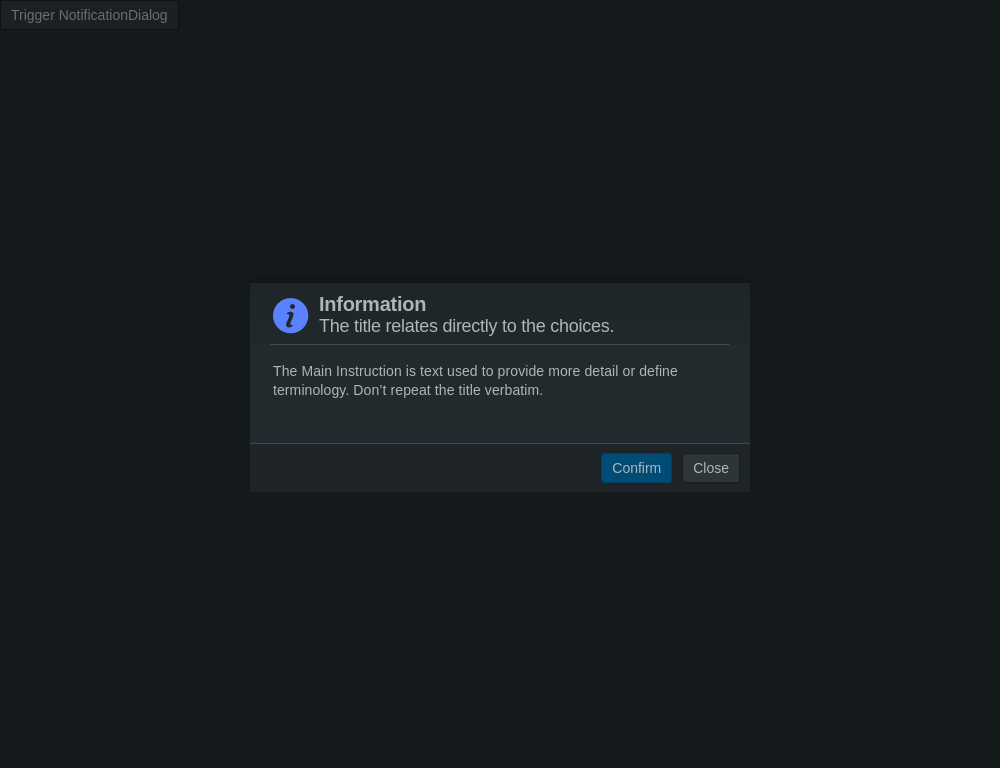 Trigger NotificationDialog
Information
The title relates directly to the choices.
The Main Instruction is text used to provide more detail or define
terminology. Don’t repeat the title verbatim.
Confirm Close